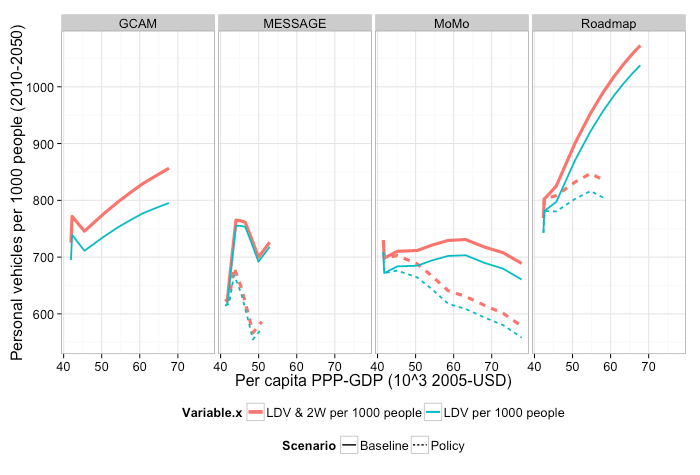 GCAM MESSAGE MoMo Roadmap
Personal vehicles per 1000 people (2010-2050)
1000
900
800
700
600
40 50 60 70 40 50 60 70 40 50 60 70 40 50 60 70
Per capita PPP-GDP (10^3 2005-USD)
Variable.x LDV & 2W per 1000 people LDV per 1000 people
Scenario Baseline Policy